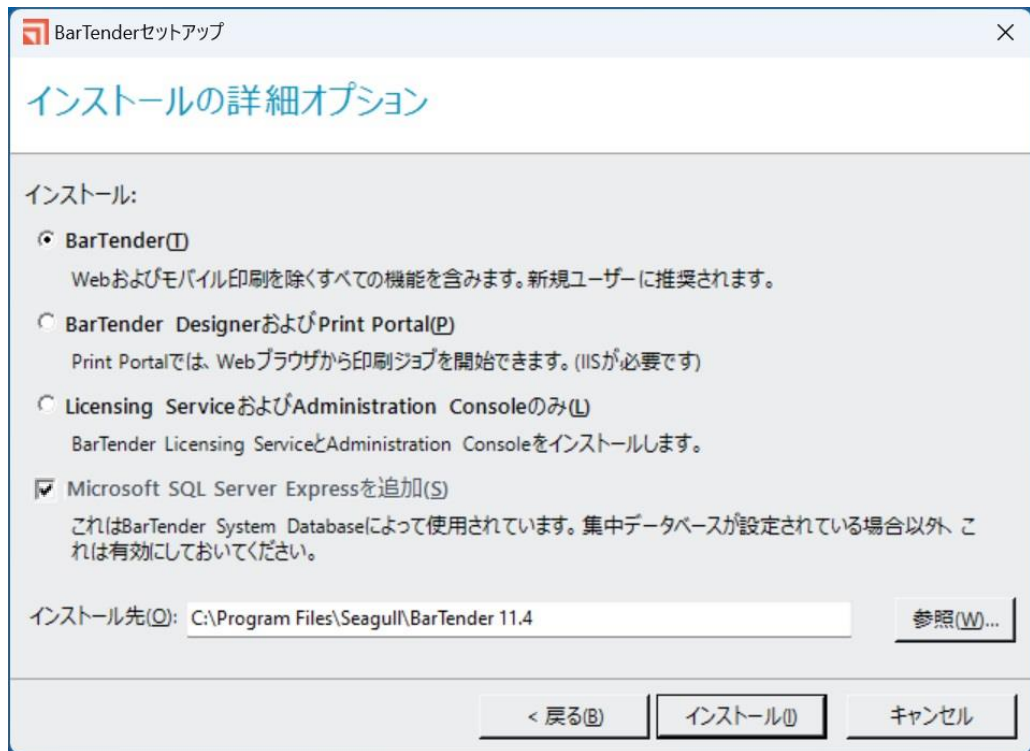 BarTenderセットアップ
インストールの詳細オプション
インストール:
BarTender(T)
Webおよびモバイル印刷を除くすべての機能を含みます。新規ユーザーに推奨されます。
BarTender DesignerおよびPrint Portal(P)
Print Portalでは、Webブラウザから印刷ジョブを開始できます。(IISが必要です)
Licensing ServiceおよびAdministration Consoleのみ(L)
BarTender Licensing ServiceとAdministration Consoleをインストールします。
Microsoft SQL Server Expressを追加(S)
これはBarTender System Databaseによって使用されています。集中データベースが設定されている場合以外、こ
れは有効にしておいてください。
インストール先(O): C:\Program Files\Seagull\BarTender 11.4 参照(W)...
< 戻る(B) インストール(I) キャンセル